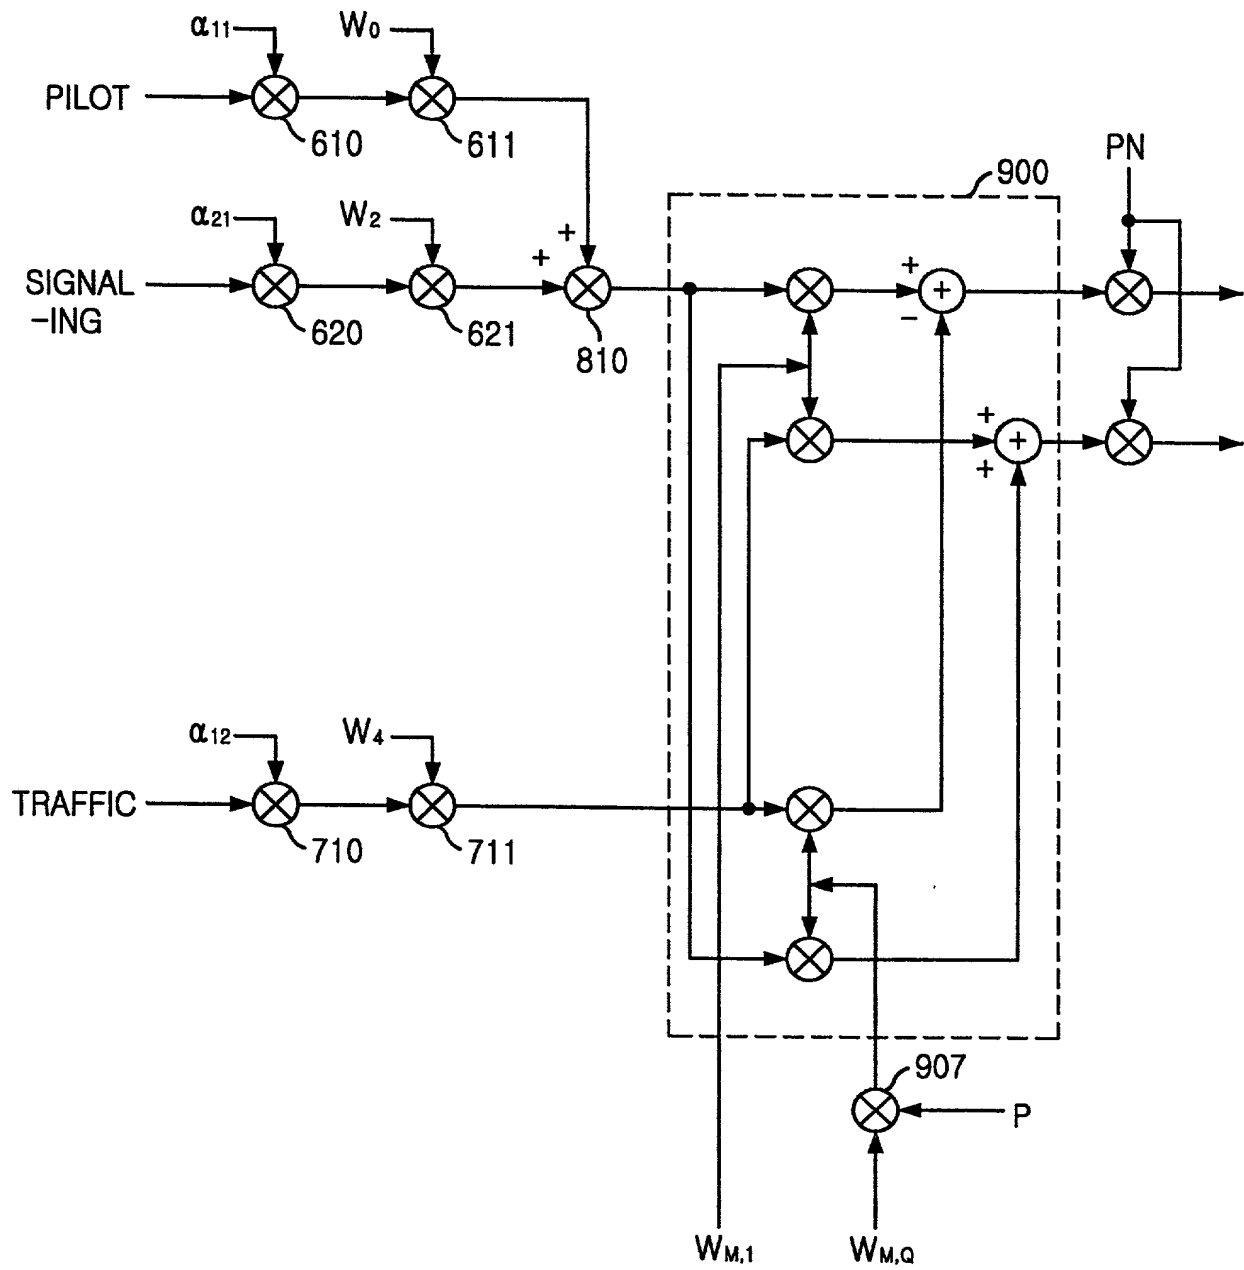 α11
W0
PILOT
610
611
PN
900
α21
W2
SIGNAL
-ING
620
621
+
+
810
+
-
+
+
+
+
α12
W4
TRAFFIC
710
711
907
P
WM,1
WM,Q